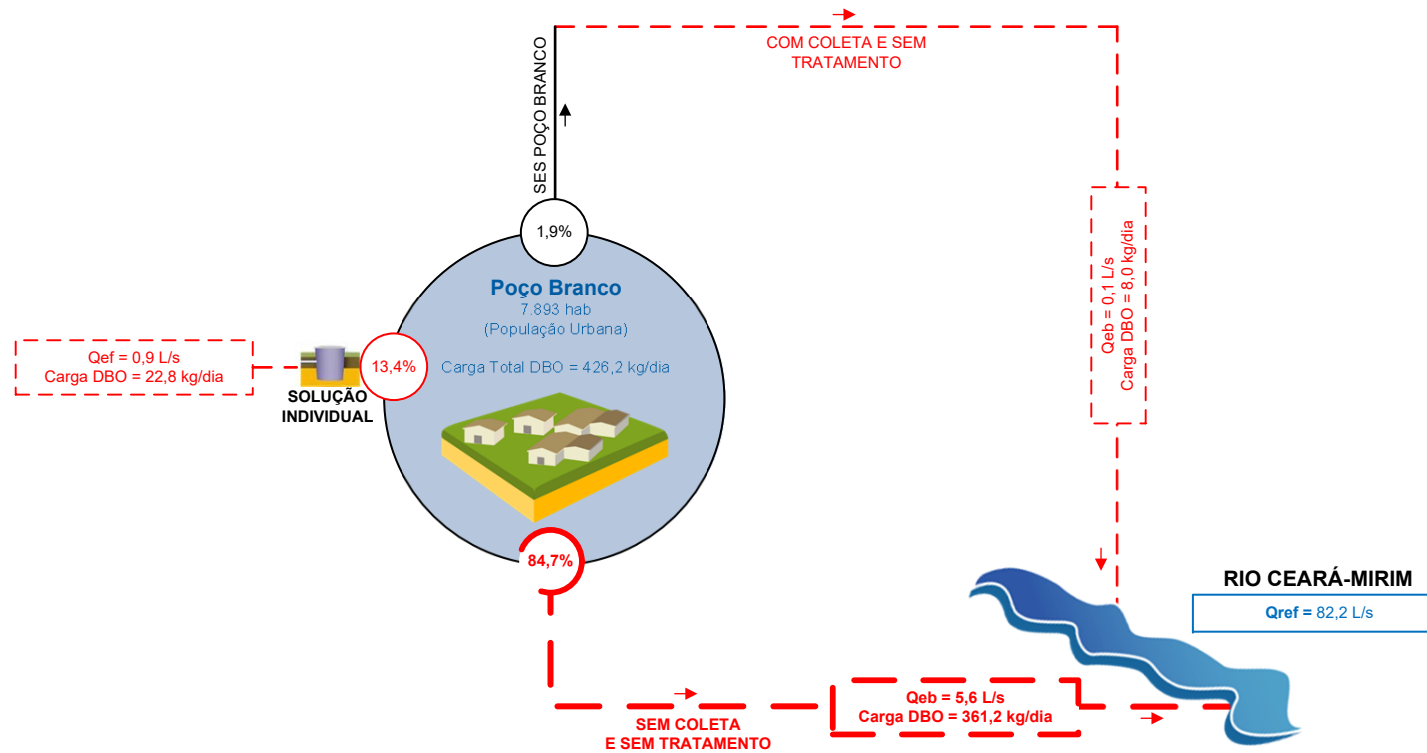 COM COLETA E SEM
TRATAMENTO
SES POÇO BRANCO
1,9%
Poço Branco
7.893 hab
(População Urbana)
Carga Total DBO = 426,2 kg/dia
Qef = 0,9 L/s
Carga DBO = 22,8 kg/dia
13,4%
SOLUÇÃO
INDIVIDUAL
Qeb = 0,1 L/s
Carga DBO = 8,0 kg/dia
84,7%
RIO CEARÁ-MIRIM
Qref = 82,2 L/s
Qeb = 5,6 L/s
Carga DBO = 361,2 kg/dia
SEM COLETA
E SEM TRATAMENTO